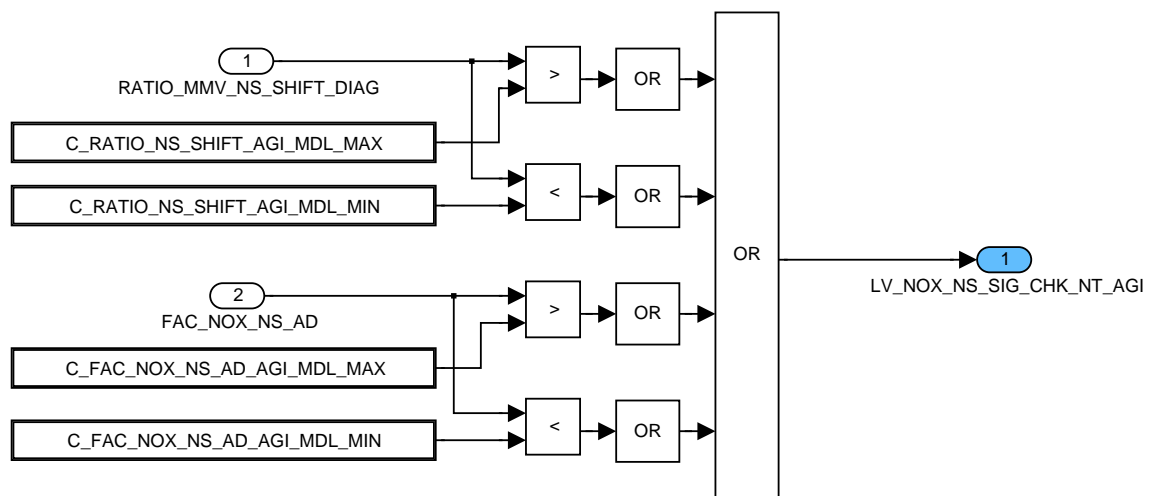 1
RATIO_MMV_NS_SHIFT_DIAG
C_RATIO_NS_SHIFT_AGI_MDL_MAX
C_RATIO_NS_SHIFT_AGI_MDL_MIN
>
OR
<
OR
2
FAC_NOX_NS_AD
C_FAC_NOX_NS_AD_AGI_MDL_MAX
C_FAC_NOX_NS_AD_AGI_MDL_MIN
>
OR
<
OR
OR
1
LV_NOX_NS_SIG_CHK_NT_AGI